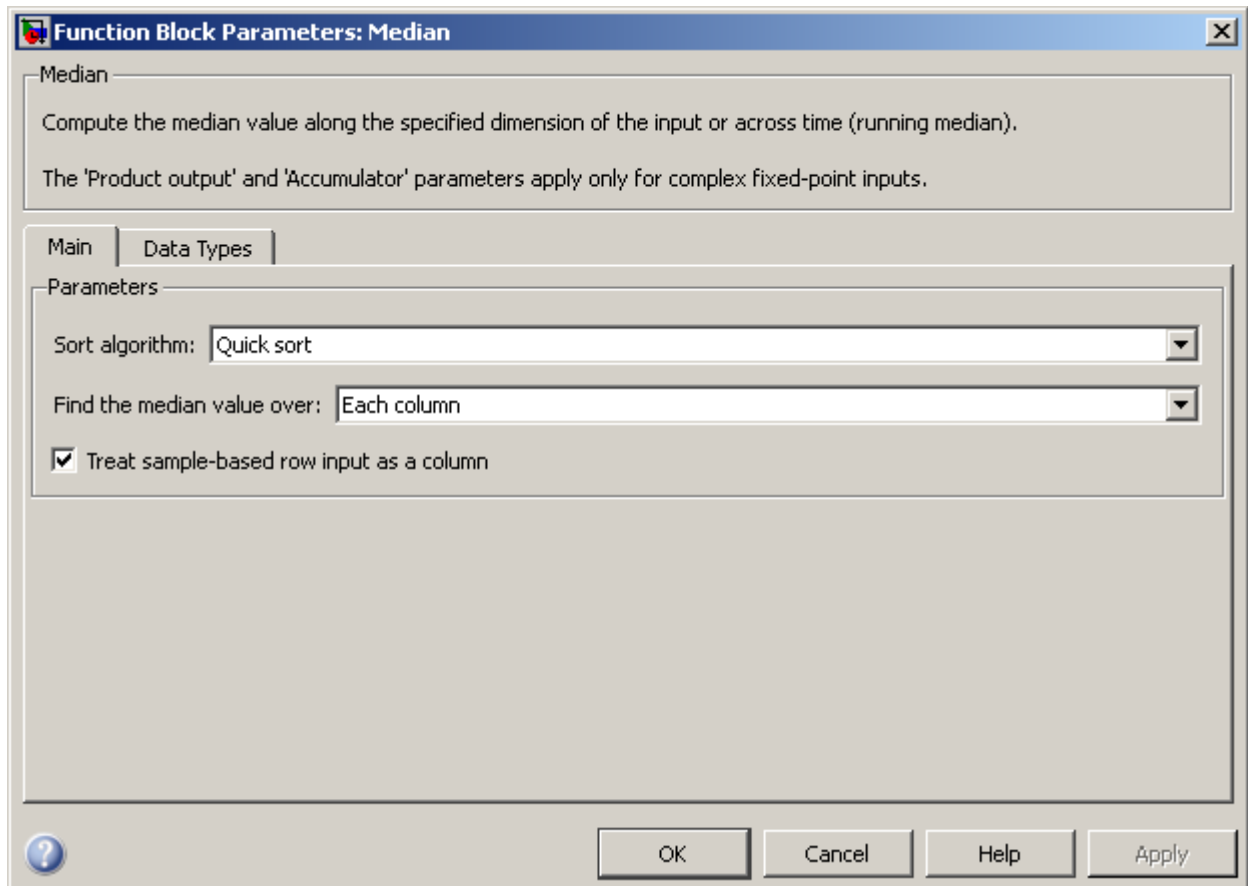 Function Block Parameters: Median
Median
Compute the median value along the specified dimension of the input or across time (running median).
The 'Product output' and 'Accumulator' parameters apply only for complex fixed-point inputs.
Main Data Types
Parameters
Sort algorithm: Quick sort
Find the median value over: Each column
Treat sample-based row input as a column
OK Cancel Help Apply